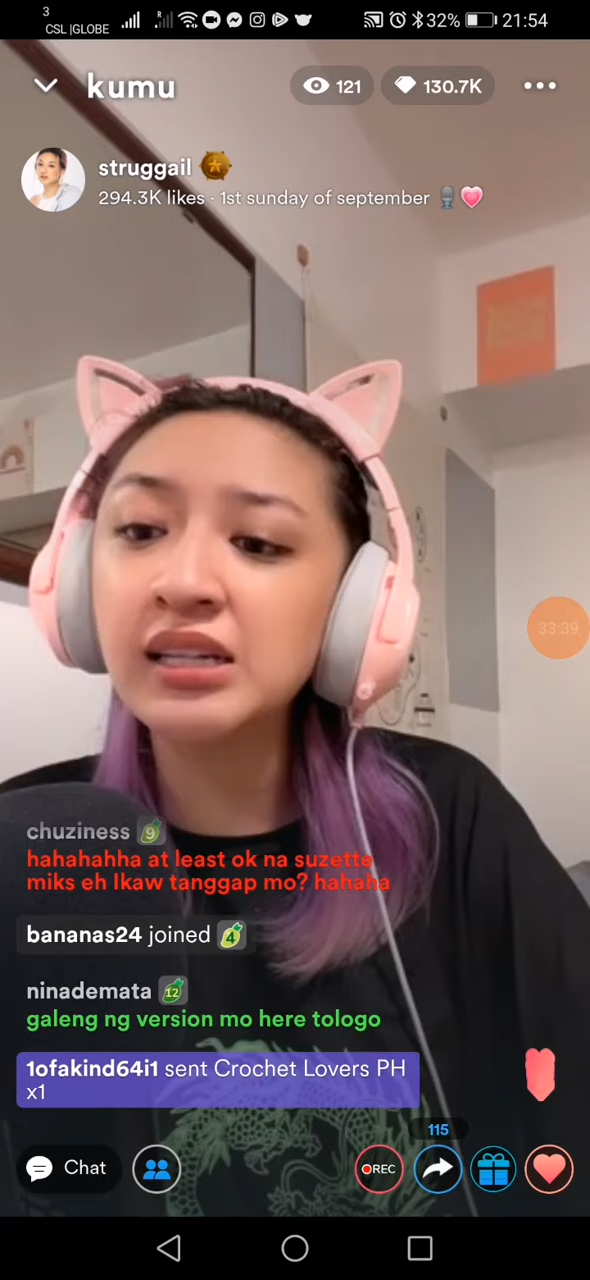 3
CSL |GLOBE
R
32%
21:54
kumu
121
130.7K
struggail
294.3K likes · 1st sunday of september
33:39
chuziness 9
hahahahha at least ok na suzette
miks eh Ikaw tanggap mo? hahaha
bananas24 joined 4
ninademata 12
galeng ng version mo here tologo
1ofakind64i1 sent Crochet Lovers PH
x1
115
Chat
REC